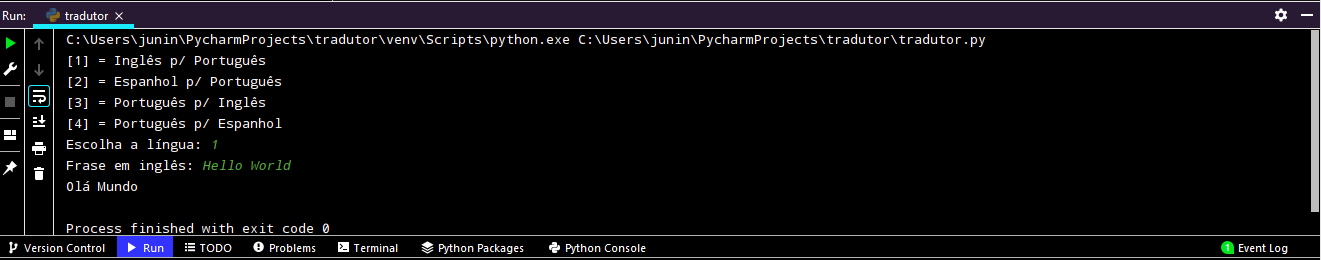 Run: tradutor
C:\Users\junin\PycharmProjects\tradutor\venv\Scripts\python.exe C:\Users\junin\PycharmProjects\tradutor\tradutor.py
[1] = Inglês p/ Português
[2] = Espanhol p/ Português
[3] = Português p/ Inglês
[4] = Português p/ Espanhol
Escolha a língua: 1
Frase em inglês: Hello World
Olá Mundo
Process finished with exit code 0
Version Control Run TODO Problems Terminal Python Packages Python Console 1 Event Log